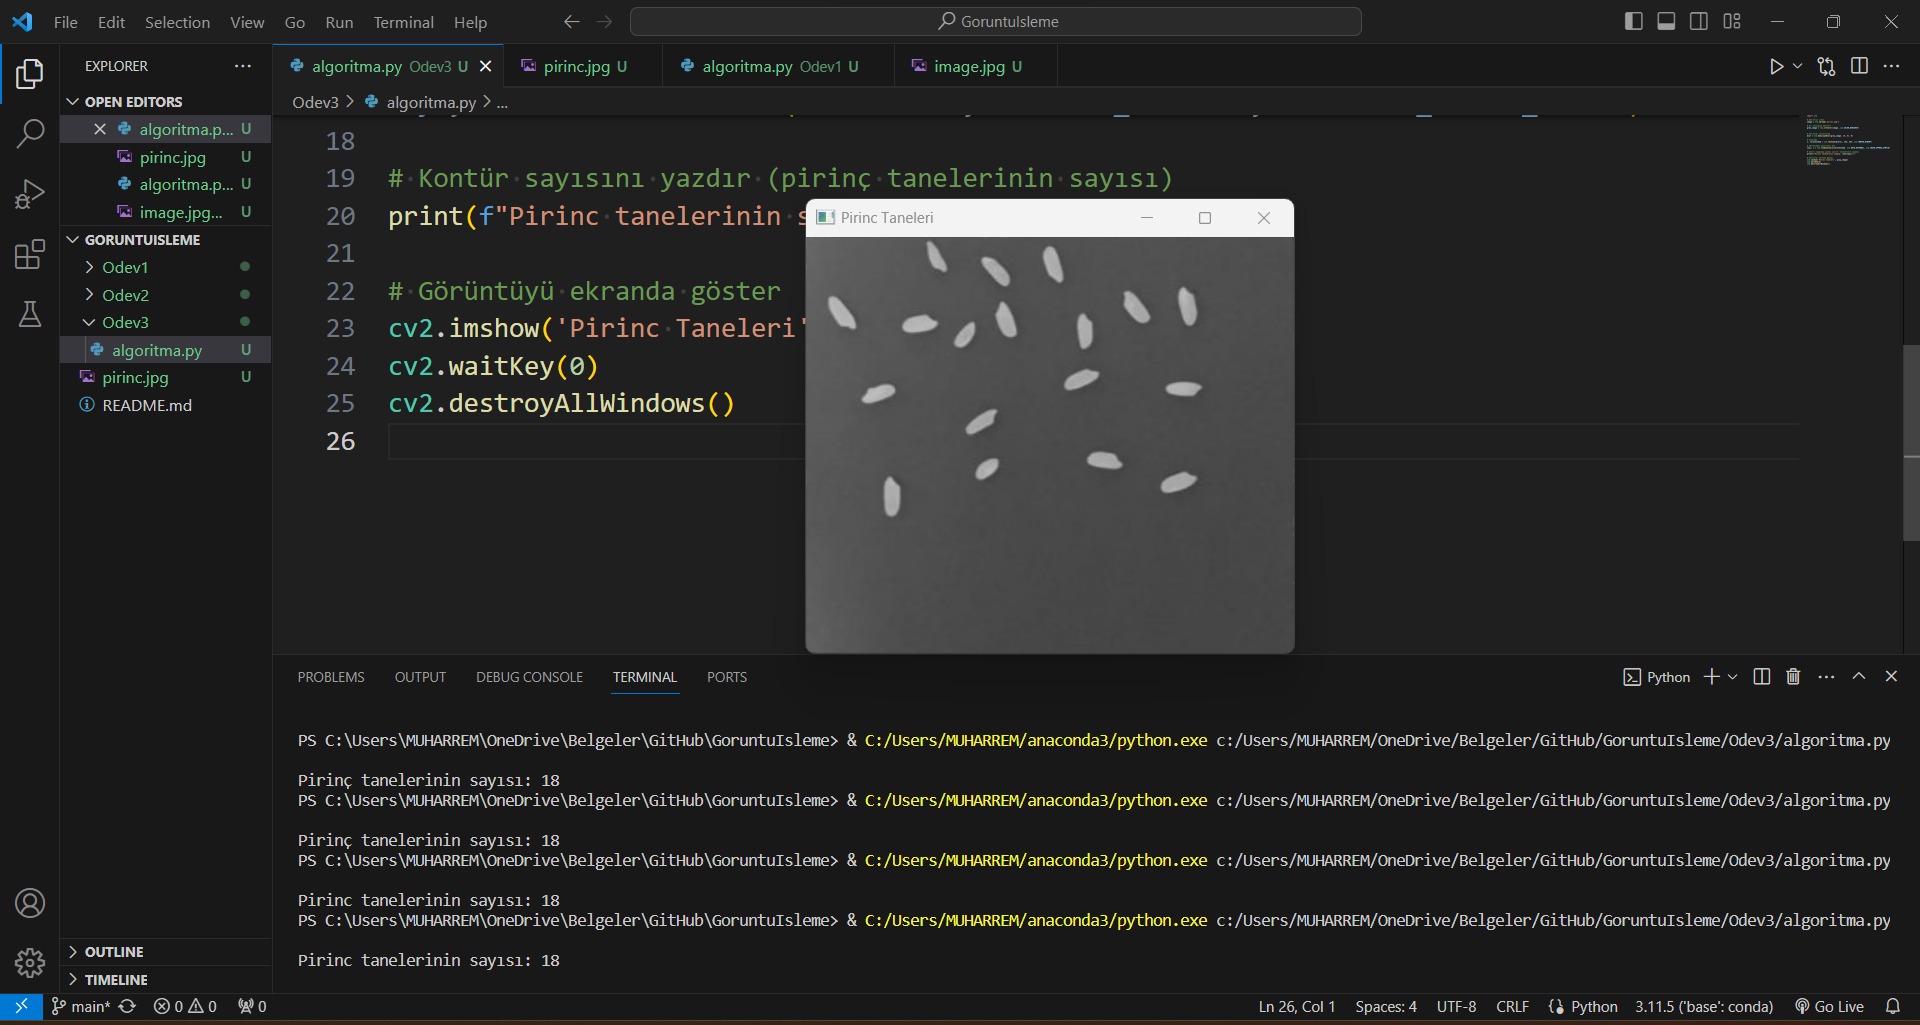 File Edit Selection View Go Run Terminal Help
GoruntuIsleme
EXPLORER
OPEN EDITORS
algoritma.p... U
pirinc.jpg U
algoritma.p... U
image.jpg... U
GORUNTUISLEME
Odev1
Odev2
Odev3
algoritma.py U
pirinc.jpg U
README.md
OUTLINE
TIMELINE
algoritma.py Odev3 U
pirinc.jpg U
algoritma.py Odev1 U
image.jpg U
Odev3 > algoritma.py > ...
18
19 # Kontür sayısını yazdır (pirinç tanelerinin sayısı)
20 print(f"Pirinc tanelerinin s
21
22 # Görüntüyü ekranda göster
23 cv2.imshow('Pirinc Taneleri'
24 cv2.waitKey(0)
25 cv2.destroyAllWindows()
26
Pirinc Taneleri
PROBLEMS OUTPUT DEBUG CONSOLE TERMINAL PORTS
Python
PS C:\Users\MUHARREM\OneDrive\Belgeler\GitHub\GoruntuIsleme> & C:/Users/MUHARREM/anaconda3/python.exe c:/Users/MUHARREM/OneDrive/Belgeler/GitHub/GoruntuIsleme/Odev3/algoritma.py
Pirinç tanelerinin sayısı: 18
PS C:\Users\MUHARREM\OneDrive\Belgeler\GitHub\GoruntuIsleme> & C:/Users/MUHARREM/anaconda3/python.exe c:/Users/MUHARREM/OneDrive/Belgeler/GitHub/GoruntuIsleme/Odev3/algoritma.py
Pirinç tanelerinin sayısı: 18
PS C:\Users\MUHARREM\OneDrive\Belgeler\GitHub\GoruntuIsleme> & C:/Users/MUHARREM/anaconda3/python.exe c:/Users/MUHARREM/OneDrive/Belgeler/GitHub/GoruntuIsleme/Odev3/algoritma.py
Pirinc tanelerinin sayısı: 18
PS C:\Users\MUHARREM\OneDrive\Belgeler\GitHub\GoruntuIsleme> & C:/Users/MUHARREM/anaconda3/python.exe c:/Users/MUHARREM/OneDrive/Belgeler/GitHub/GoruntuIsleme/Odev3/algoritma.py
Pirinc tanelerinin sayısı: 18
main* 0 0 0
Ln 26, Col 1 Spaces: 4 UTF-8 CRLF Python 3.11.5 ('base': conda) Go Live